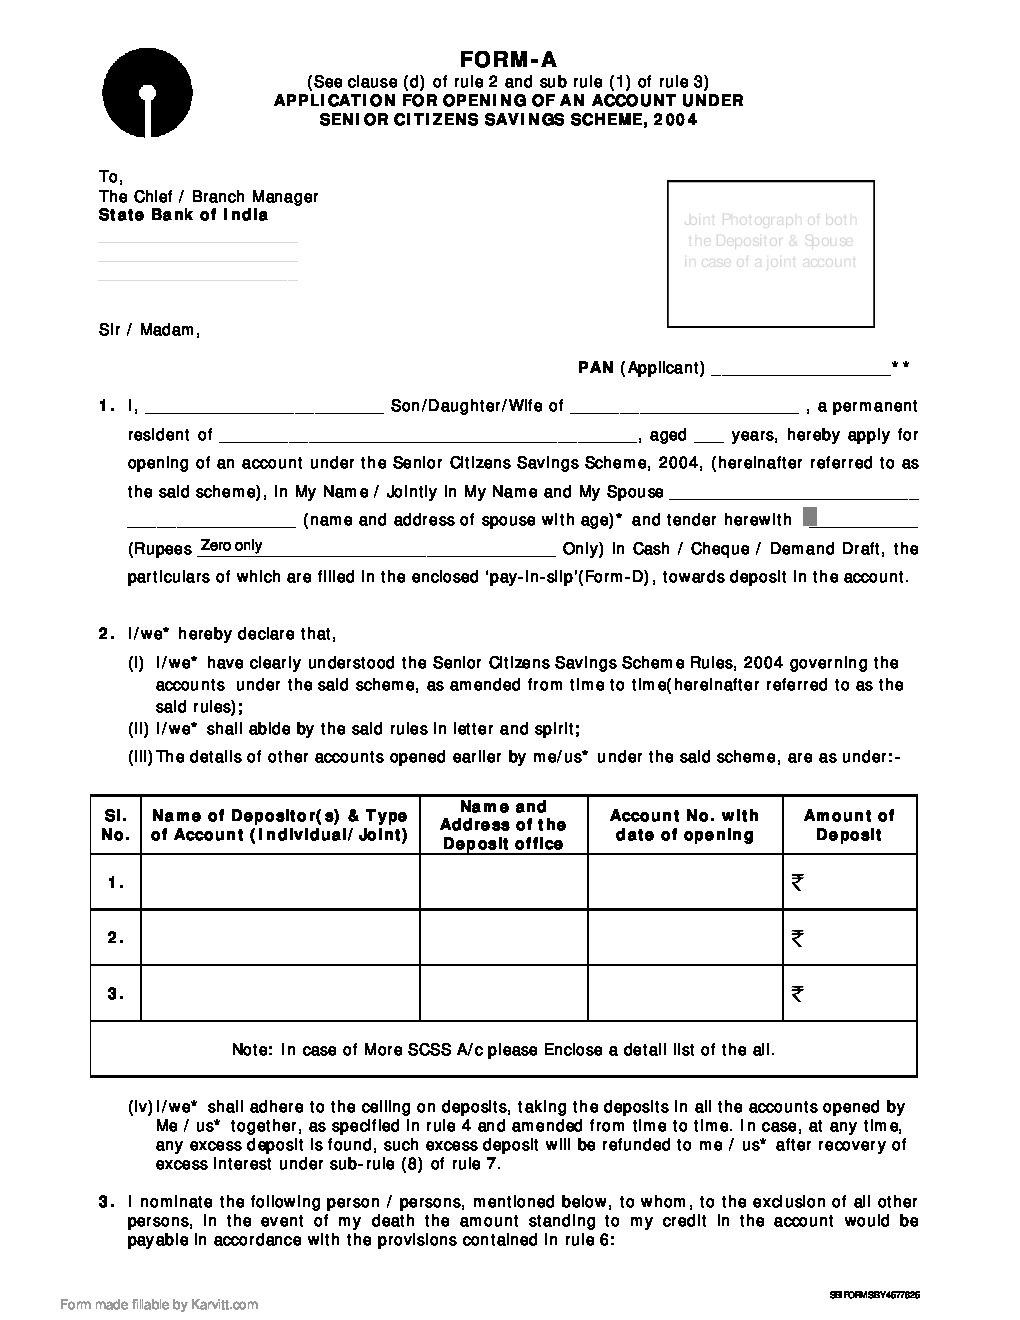 FORM-A
(See clause (d) of rule 2 and sub rule (1) of rule 3)
APPLICATION FOR OPENING OF AN ACCOUNT UNDER
SENIOR CITIZENS SAVINGS SCHEME, 2004
To,
The Chief / Branch Manager
State Bank of India
Joint Photograph of both
the Depositor & Spouse
in case of a joint account
Sir / Madam,
PAN (Applicant) __________________**
1. I, ________________________ Son/Daughter/Wife of _______________________ , a permanent
resident of __________________________________________, aged ___ years, hereby apply for
opening of an account under the Senior Citizens Savings Scheme, 2004, (hereinafter referred to as
the said scheme), in My Name / Jointly in My Name and My Spouse _________________________
_________________ (name and address of spouse with age)* and tender herewith ___________
(Rupees Zero only ____________________________________ Only) in Cash / Cheque / Demand Draft, the
particulars of which are filled in the enclosed 'pay-in-slip'(Form-D), towards deposit in the account.
2. I/we* hereby declare that,
(i) I/we* have clearly understood the Senior Citizens Savings Scheme Rules, 2004 governing the
accounts under the said scheme, as amended from time to time(hereinafter referred to as the
said rules);
(ii) I/we* shall abide by the said rules in letter and spirit;
(iii)The details of other accounts opened earlier by me/us* under the said scheme, are as under:-
Sl. No. Name of Depositor(s) & Type of Account (Individual/Joint) Name and Address of the Deposit office Account No. with date of opening Amount of Deposit
1. ₹
2. ₹
3. ₹
Note: In case of More SCSS A/c please Enclose a detail list of the all.
(iv)I/we* shall adhere to the ceiling on deposits, taking the deposits in all the accounts opened by
Me / us* together, as specified in rule 4 and amended from time to time. In case, at any time,
any excess deposit is found, such excess deposit will be refunded to me / us* after recovery of
excess interest under sub-rule (8) of rule 7.
3. I nominate the following person / persons, mentioned below, to whom, to the exclusion of all other
persons, in the event of my death the amount standing to my credit in the account would be
payable in accordance with the provisions contained in rule 6:
Form made fillable by Karvitt.com